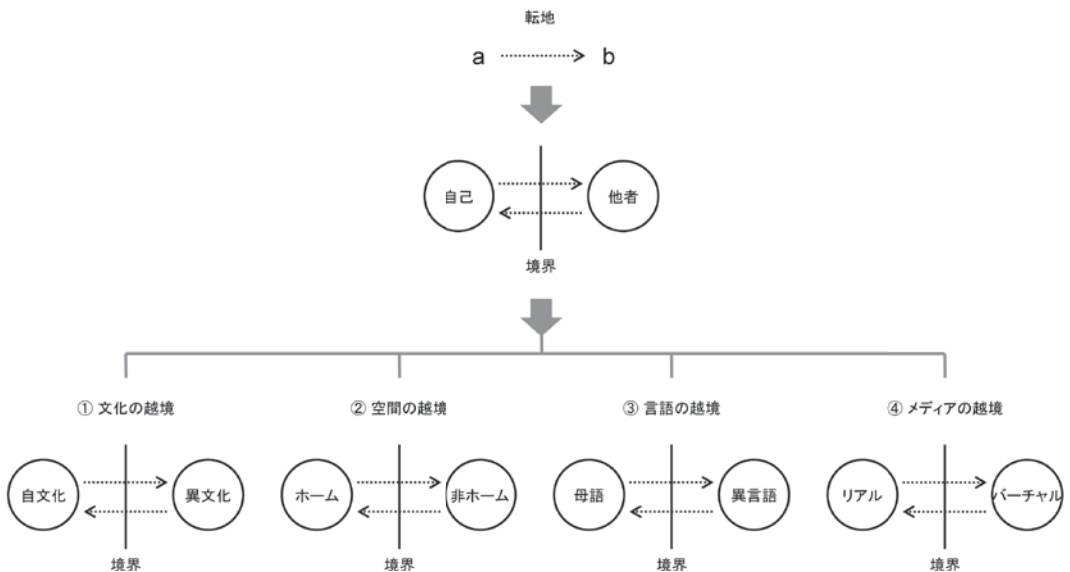 転地
a b
自己 他者
境界
① 文化の越境 ② 空間の越境 ③ 言語の越境 ④ メディアの越境
自文化 異文化 ホーム 非ホーム 母語 異言語 リアル バーチャル
境界 境界 境界 境界